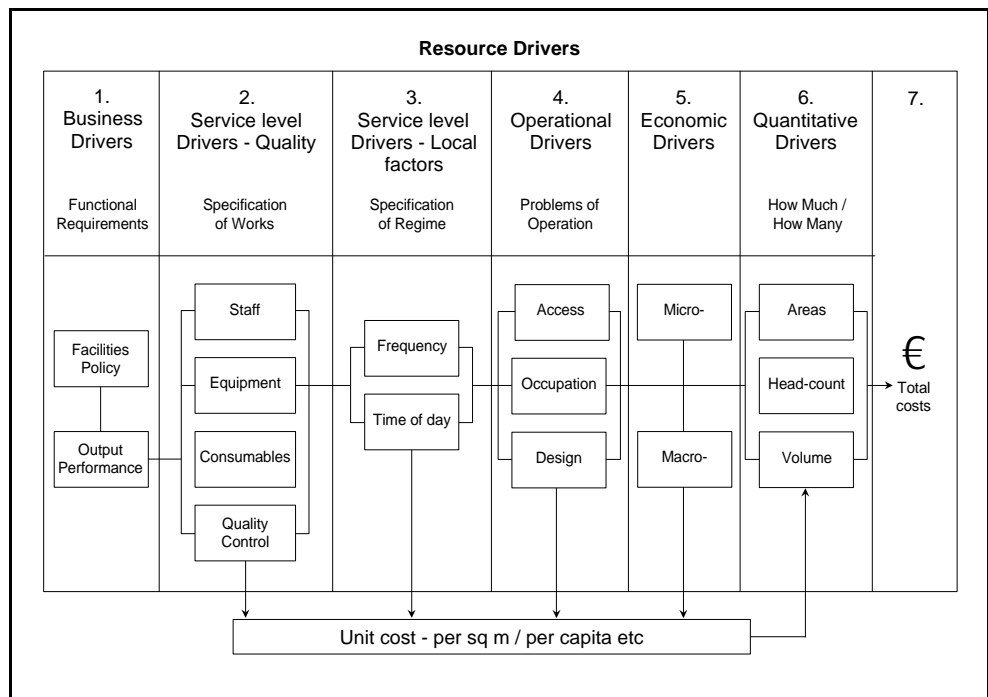 Resource Drivers
1.
Business
Drivers
Functional
Requirements
2.
Service level
Drivers - Quality
Specification
of Works
3.
Service level
Drivers - Local
factors
Specification
of Regime
4.
Operational
Drivers
Problems of
Operation
5.
Economic
Drivers
6.
Quantitative
Drivers
How Much /
How Many
7.
Facilities
Policy
Output
Performance
Staff
Equipment
Consumables
Quality
Control
Frequency
Time of day
Access
Occupation
Design
Micro-
Macro-
Areas
Head-count
Volume
€
Total
costs
Unit cost - per sq m / per capita etc